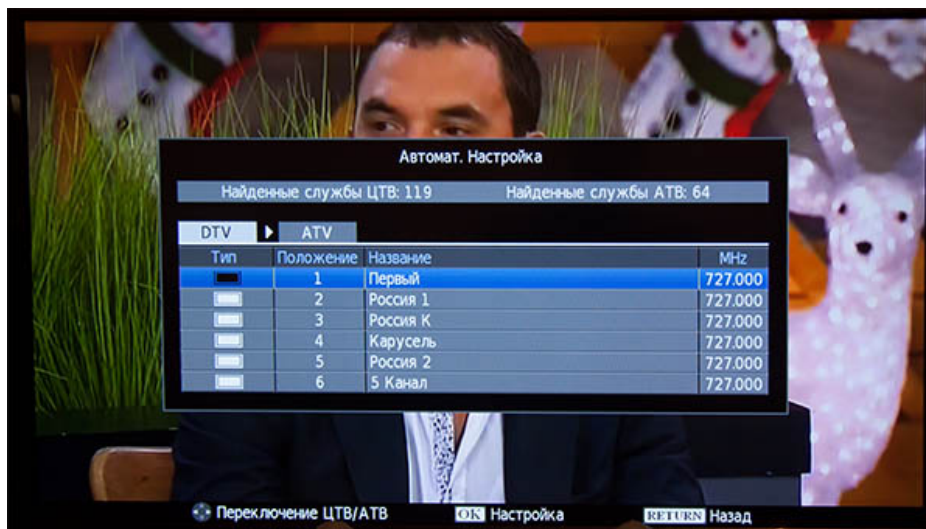 Автомат. Настройка
Найденные службы ЦТВ: 119 Найденные службы АТВ: 64
DTV ATV
Тип Положение Название MHz
1 Первый 727.000
2 Россия 1 727.000
3 Россия К 727.000
4 Карусель 727.000
5 Россия 2 727.000
6 5 Канал 727.000
Переключение ЦТВ/АТВ OK Настройка RETURN Назад